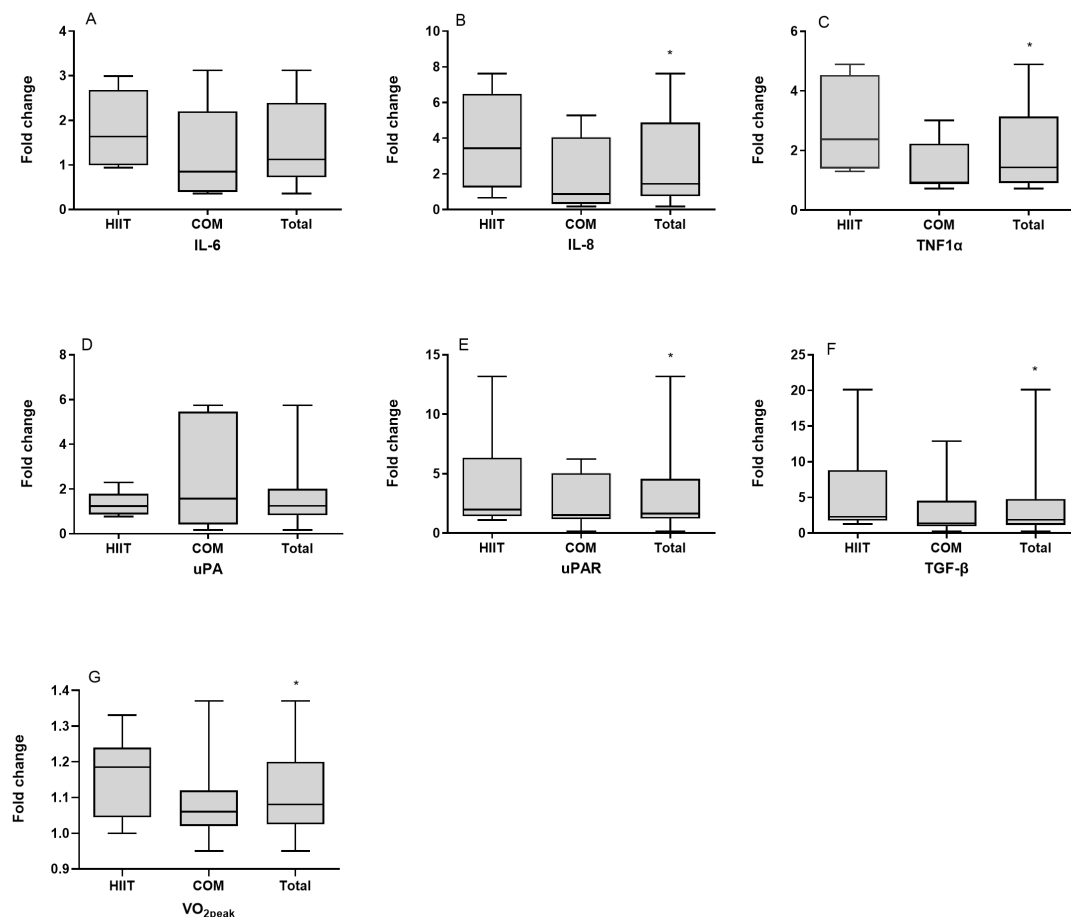 A
Fold change
4
3
2
1
0
HIIT COM Total
IL-6
B
Fold change
10
8
6
4
2
0
*
HIIT COM Total
IL-8
C
Fold change
6
4
2
0
*
HIIT COM Total
TNF1α
D
Fold change
8
6
4
2
0
HIIT COM Total
uPA
E
Fold change
15
10
5
0
*
HIIT COM Total
uPAR
F
Fold change
25
20
15
10
5
0
*
HIIT COM Total
TGF-β
G
Fold change
1.4
1.3
1.2
1.1
1.0
0.9
*
HIIT COM Total
VO2peak